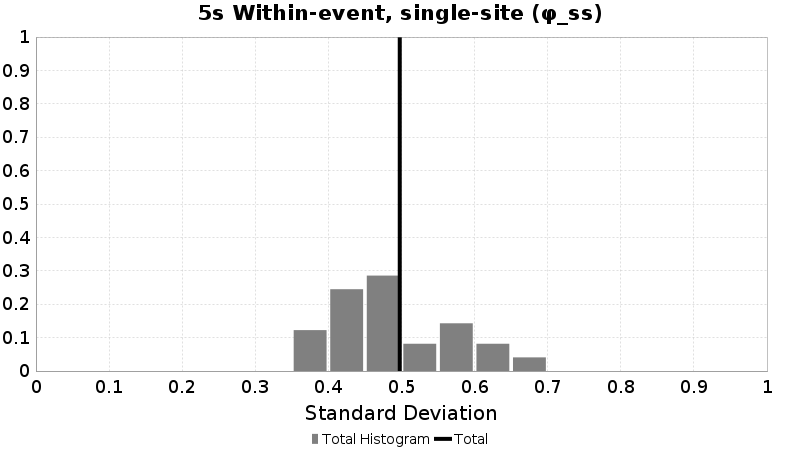 5s Within-event, single-site (φ_ss)
1
0.9
0.8
0.7
0.6
0.5
0.4
0.3
0.2
0.1
0
0 0.1 0.2 0.3 0.4 0.5 0.6 0.7 0.8 0.9 1
Standard Deviation
Total Histogram Total